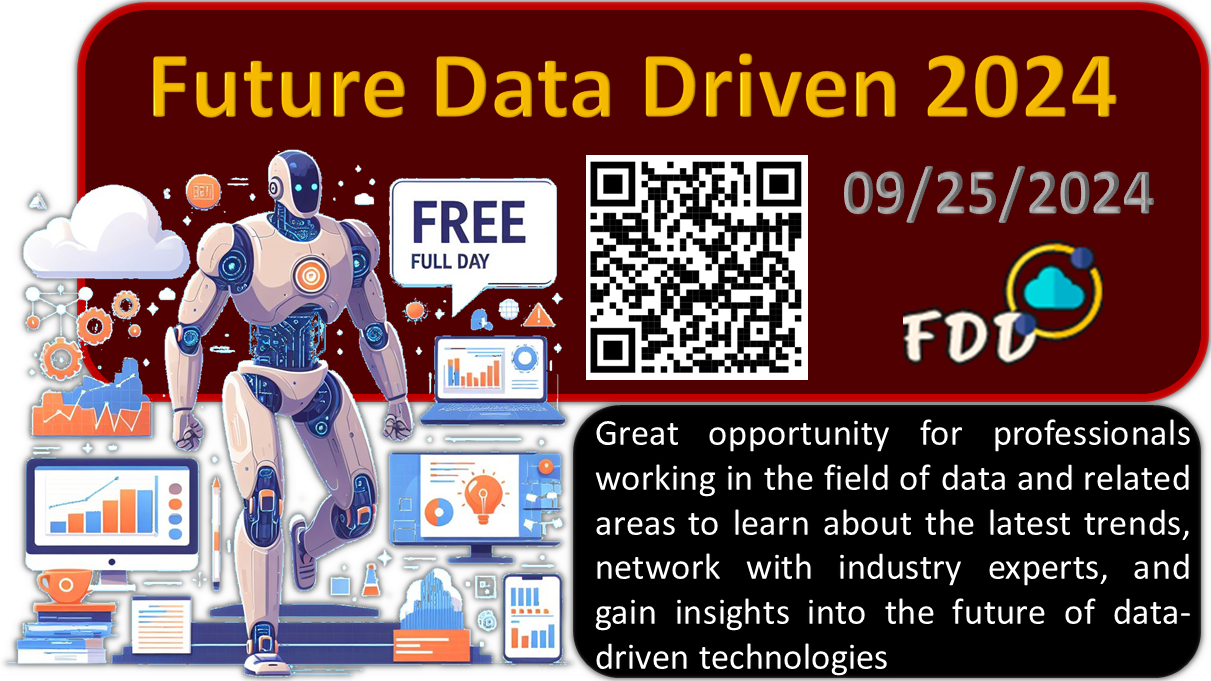 Future Data Driven 2024
09/25/2024
FREE
FULL DAY
FDD
Great opportunity for professionals
working in the field of data and related
areas to learn about the latest trends,
network with industry experts, and
gain insights into the future of data-
driven technologies